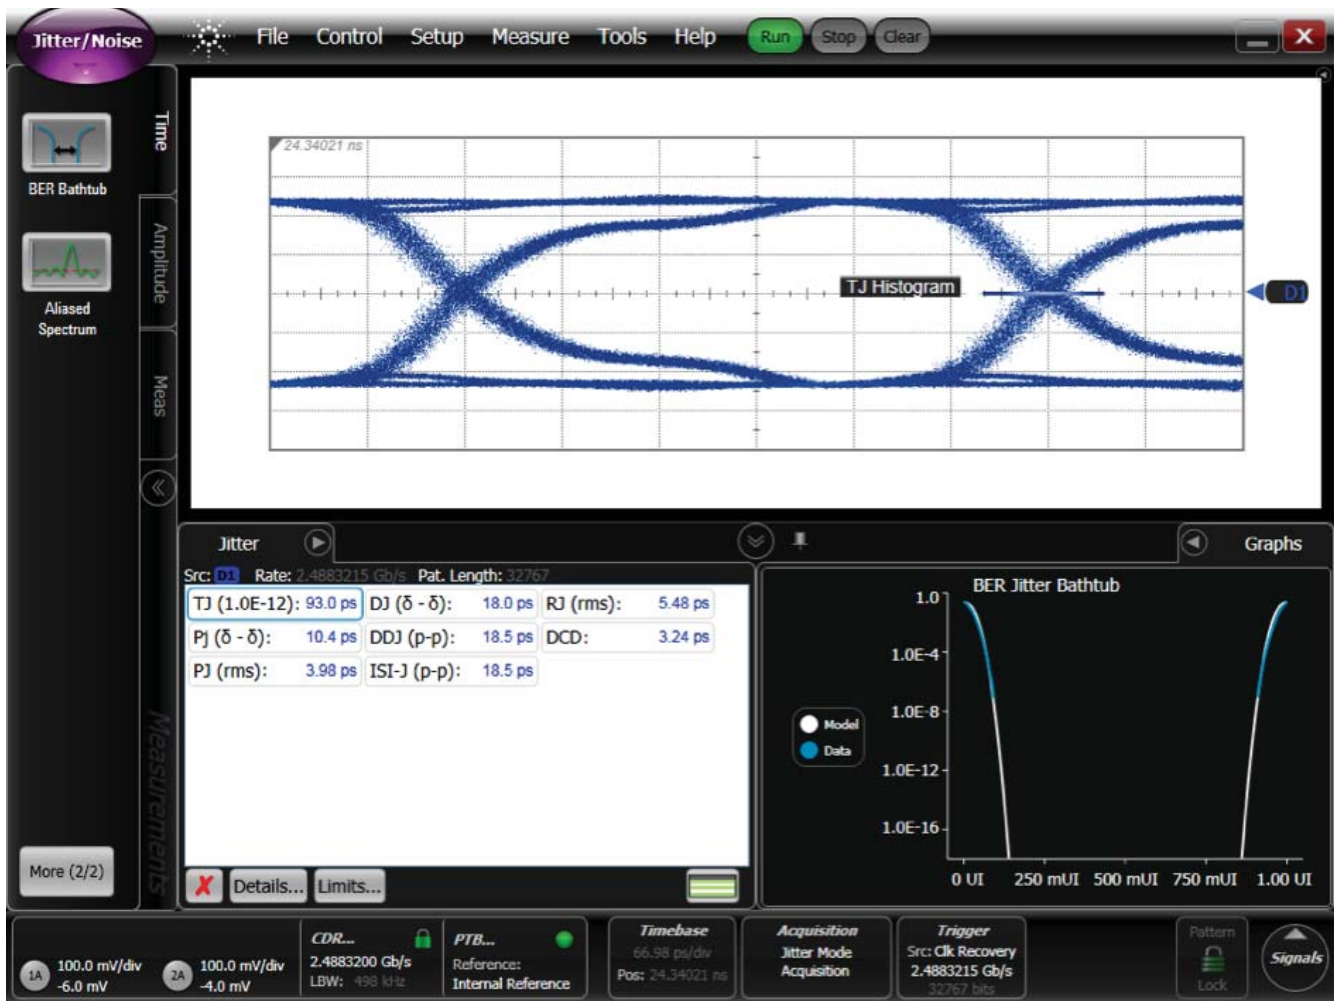 Jitter/Noise
File Control Setup Measure Tools Help Run Stop Clear
Time
BER Bathtub
Amplitude
Aliased
Spectrum
Meas
Measurements
More (2/2)
24.34021 ns
TJ Histogram
D1
Jitter
Graphs
Src: D1 Rate: 2.4883215 Gb/s Pat. Length: 32767
TJ (1.0E-12): 93.0 ps DJ (δ - δ): 18.0 ps RJ (rms): 5.48 ps
Pj (δ - δ): 10.4 ps DDJ (p-p): 18.5 ps DCD: 3.24 ps
PJ (rms): 3.98 ps ISI-J (p-p): 18.5 ps
Details... Limits...
BER Jitter Bathtub
1.0
1.0E-4
1.0E-8
1.0E-12
1.0E-16
Model
Data
0 UI 250 mUI 500 mUI 750 mUI 1.00 UI
1A 100.0 mV/div
-6.0 mV
2A 100.0 mV/div
-4.0 mV
CDR...
2.4883200 Gb/s
LBW: 498 kHz
PTB...
Reference:
Internal Reference
Timebase
66.98 ps/div
Pos: 24.34021 ns
Acquisition
Jitter Mode
Acquisition
Trigger
Src: Clk Recovery
2.4883215 Gb/s
32767 bits
Pattern
Lock
Signals